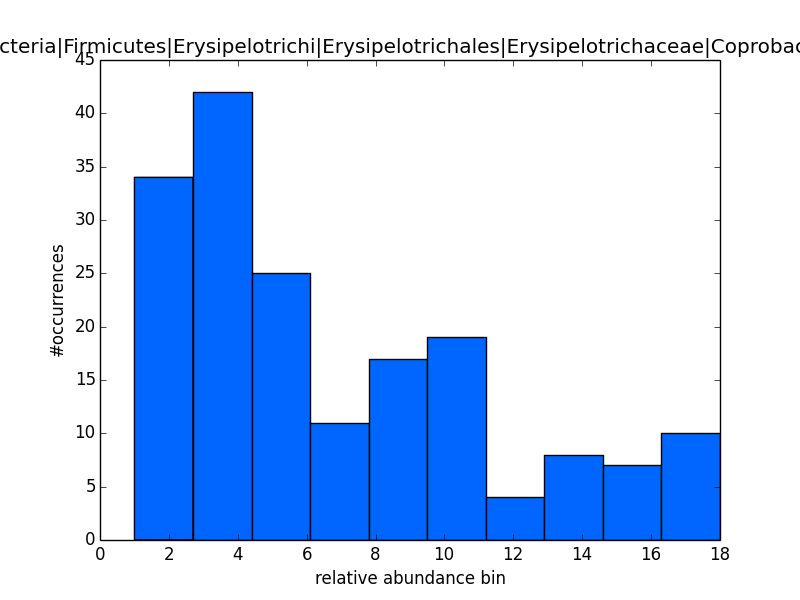 cteria|Firmicutes|Erysipelotrichi|Erysipelotrichales|Erysipelotrichaceae|Coprobac
45
40
35
30
25
20
15
10
5
0
#occurrences
0 2 4 6 8 10 12 14 16 18
relative abundance bin